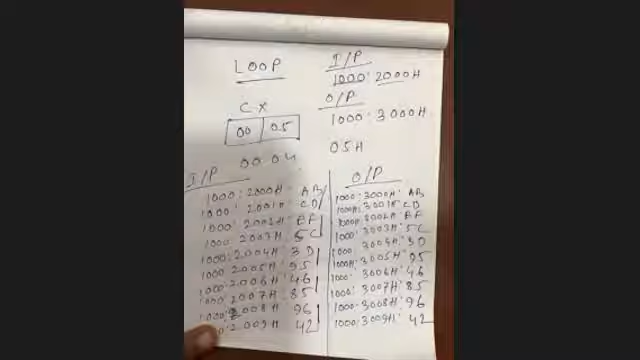 LOOP
I/P
1000:2000H
O/P
1000:3000H
CX
00 05
05H
00 04
I/P
1000:2000H: AB
1000:2001H: CD
1000:2002H: EF
1000:2003H: 5C
1000:2004H: 3D
1000:2005H: 95
1000:2006H: 46
1000:2007H: 85
1000:2008H: 96
1000:2009H: 42
O/P
1000:3000H: AB
1000H:3001H CD
1000H:3002H EF
1000:3003H: 5C
1000:3004H: 3D
1000H:3005H: 95
1000:3006H: 46
1000:3007H: 85
1000:3008H: 96
1000:3009H: 42